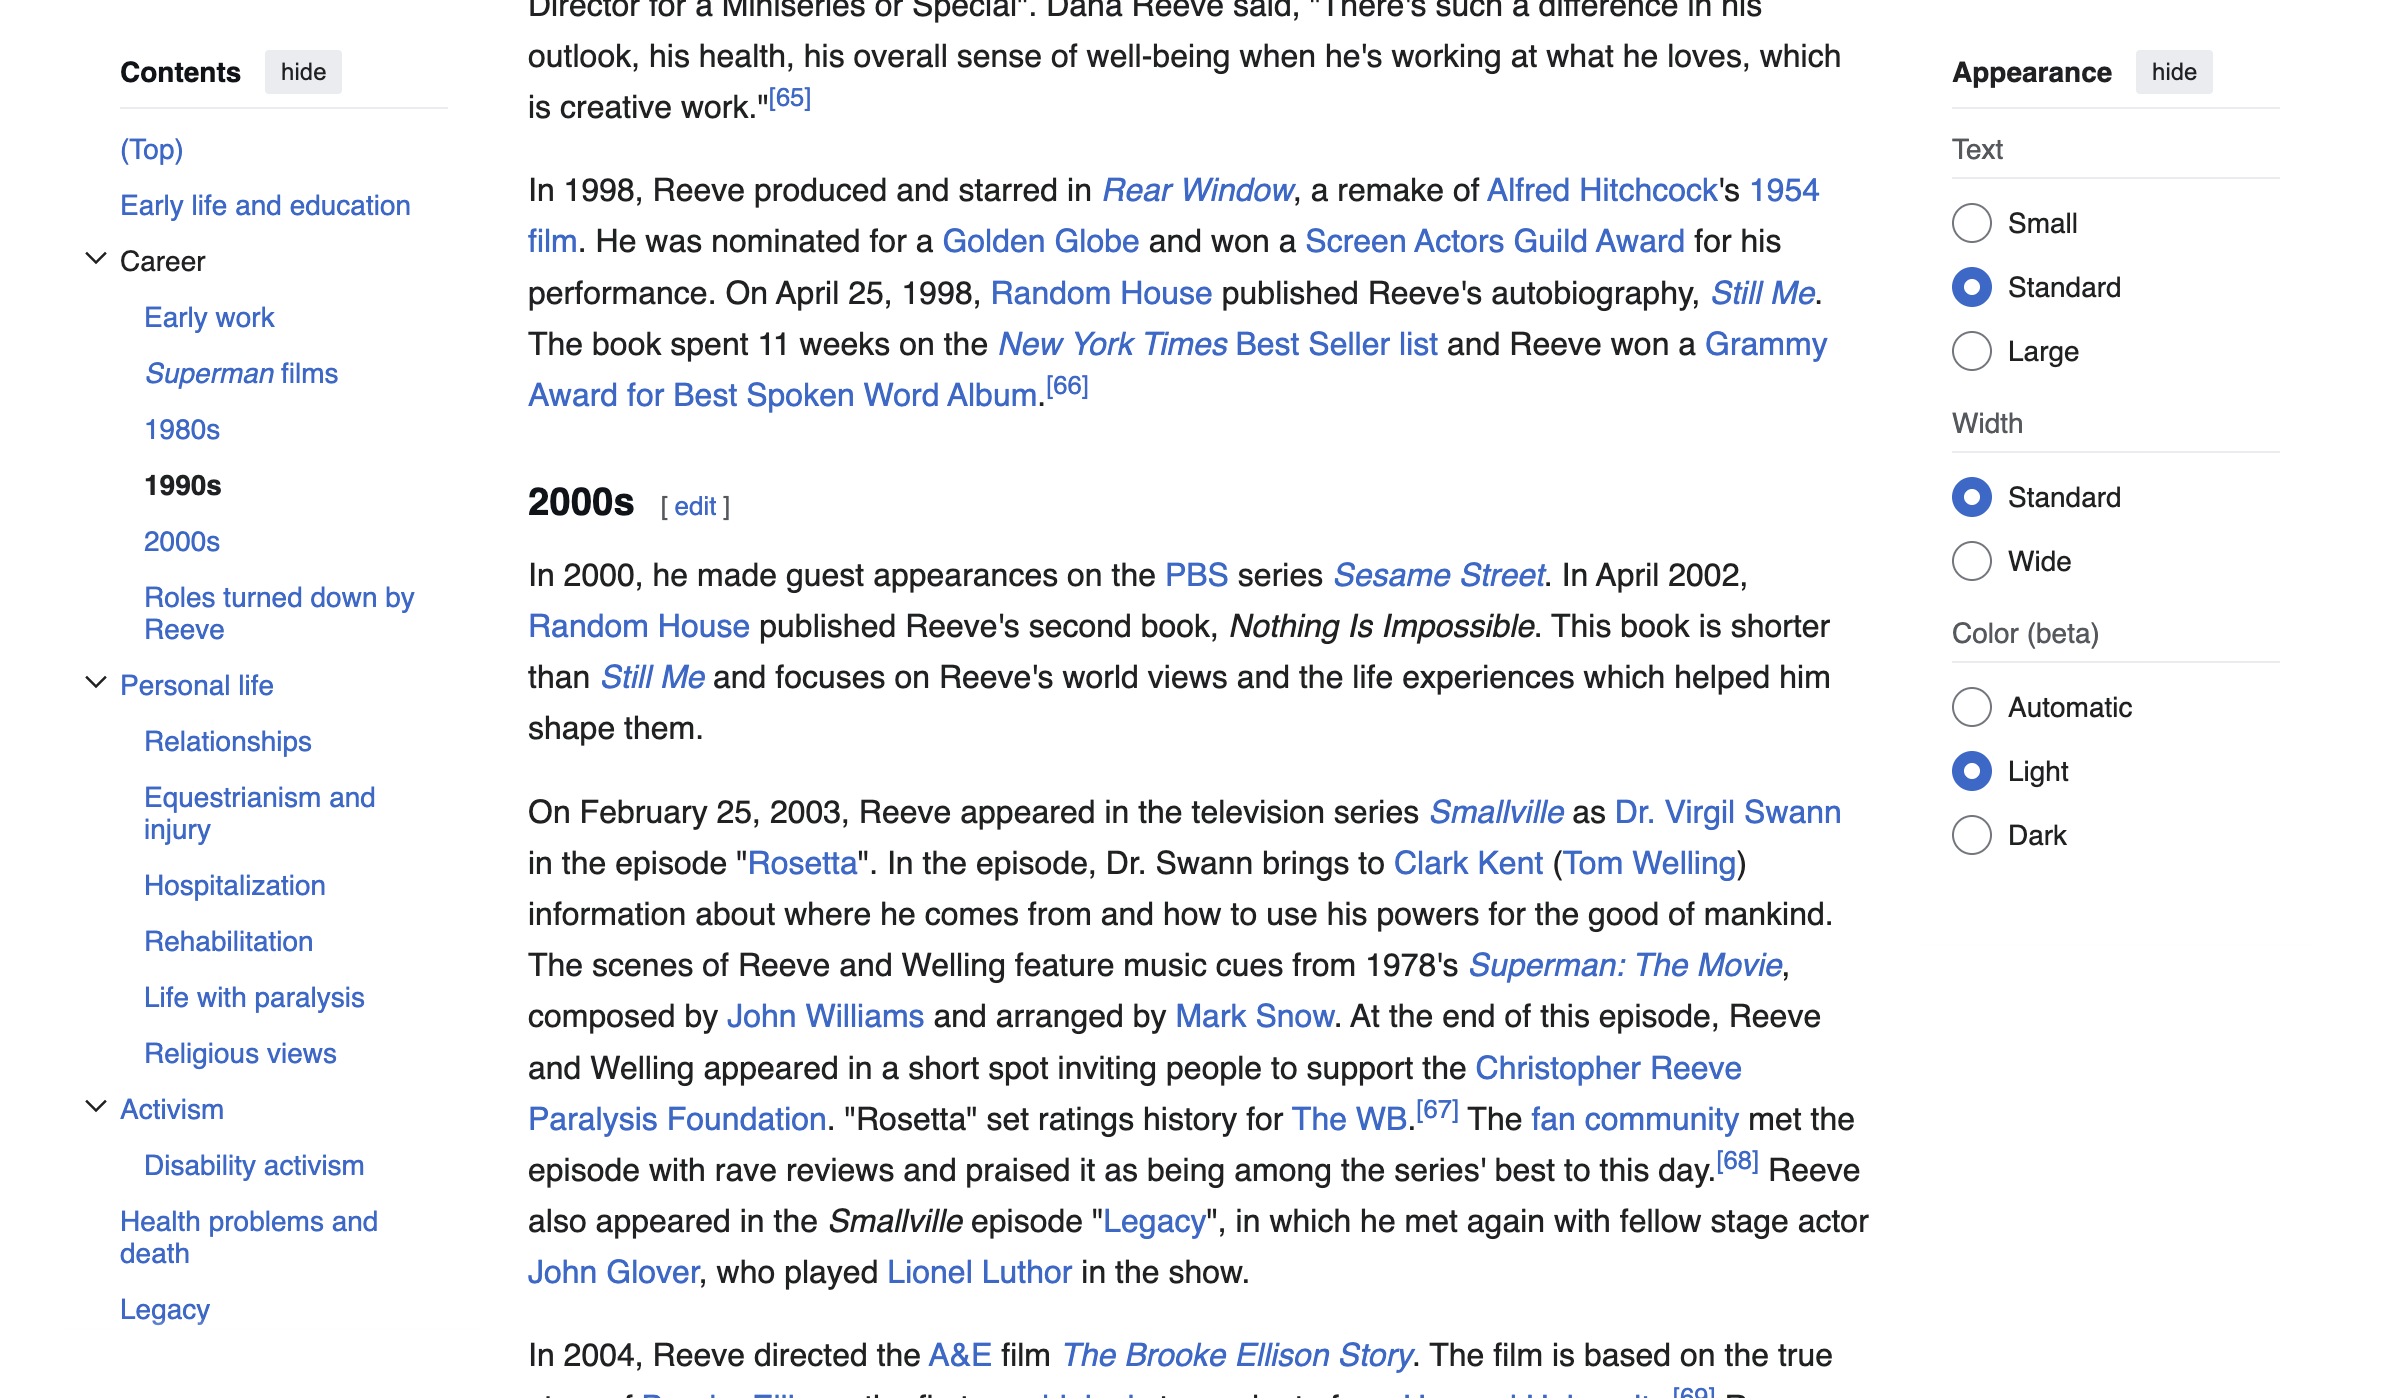 Contents hide
(Top)
Early life and education
Career
Early work
Superman films
1980s
1990s
2000s
Roles turned down by
Reeve
Personal life
Relationships
Equestrianism and
injury
Hospitalization
Rehabilitation
Life with paralysis
Religious views
Activism
Disability activism
Health problems and
death
Legacy
Director for a Miniseries or Special". Dana Reeve said, "There's such a difference in his
outlook, his health, his overall sense of well-being when he's working at what he loves, which
is creative work."[65]
In 1998, Reeve produced and starred in Rear Window, a remake of Alfred Hitchcock's 1954
film. He was nominated for a Golden Globe and won a Screen Actors Guild Award for his
performance. On April 25, 1998, Random House published Reeve's autobiography, Still Me.
The book spent 11 weeks on the New York Times Best Seller list and Reeve won a Grammy
Award for Best Spoken Word Album.[66]
2000s [ edit ]
In 2000, he made guest appearances on the PBS series Sesame Street. In April 2002,
Random House published Reeve's second book, Nothing Is Impossible. This book is shorter
than Still Me and focuses on Reeve's world views and the life experiences which helped him
shape them.
On February 25, 2003, Reeve appeared in the television series Smallville as Dr. Virgil Swann
in the episode "Rosetta". In the episode, Dr. Swann brings to Clark Kent (Tom Welling)
information about where he comes from and how to use his powers for the good of mankind.
The scenes of Reeve and Welling feature music cues from 1978's Superman: The Movie,
composed by John Williams and arranged by Mark Snow. At the end of this episode, Reeve
and Welling appeared in a short spot inviting people to support the Christopher Reeve
Paralysis Foundation. "Rosetta" set ratings history for The WB.[67] The fan community met the
episode with rave reviews and praised it as being among the series' best to this day.[68] Reeve
also appeared in the Smallville episode "Legacy", in which he met again with fellow stage actor
John Glover, who played Lionel Luthor in the show.
In 2004, Reeve directed the A&E film The Brooke Ellison Story. The film is based on the true
Appearance hide
Text
Small
Standard
Large
Width
Standard
Wide
Color (beta)
Automatic
Light
Dark